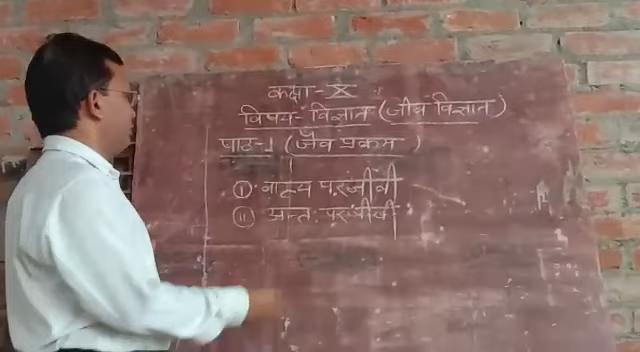 कक्षा-X
विषय-विज्ञान (जीव विज्ञान)
पाठ-1 (जैव प्रक्रम)
(i) वाह्य परजीवी
(ii) अन्तः परजीवी